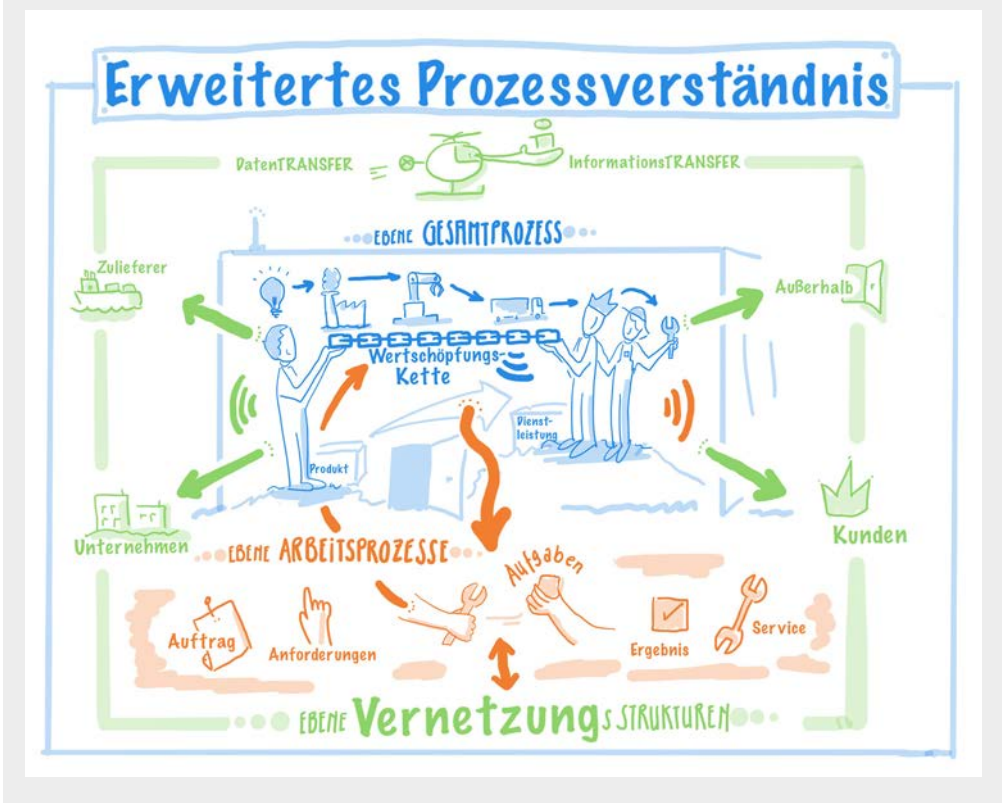 Erweitertes Prozessverständnis
DatenTRANSFER
InformationsTRANSFER
EBENE GESAMTPROZESS
Zulieferer
Außerhalb
Wertschöpfungs-
Kette
Dienst-
leistung
Produkt
Unternehmen
Kunden
EBENE ARBEITSPROZESSE
Aufgaben
Auftrag
Anforderungen
Ergebnis
Service
EBENE Vernetzungs STRUKTUREN